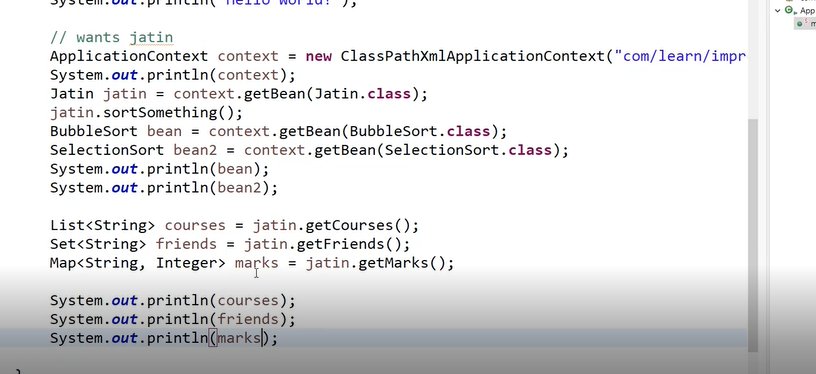 System.out.println("Hello World!");
// wants jatin
ApplicationContext context = new ClassPathXmlApplicationContext("com/learn/impr
System.out.println(context);
Jatin jatin = context.getBean(Jatin.class);
jatin.sortSomething();
BubbleSort bean = context.getBean(BubbleSort.class);
SelectionSort bean2 = context.getBean(SelectionSort.class);
System.out.println(bean);
System.out.println(bean2);
List<String> courses = jatin.getCourses();
Set<String> friends = jatin.getFriends();
Map<String, Integer> marks = jatin.getMarks();
System.out.println(courses);
System.out.println(friends);
System.out.println(marks);
}
App